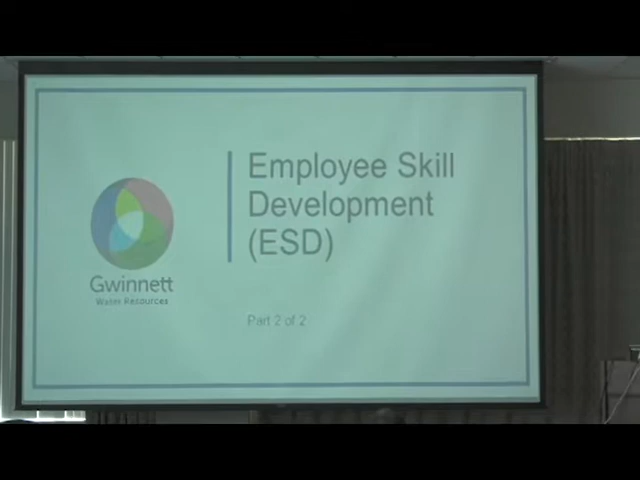 Employee Skill
Development
(ESD)
Gwinnett
Water Resources
Part 2 of 2